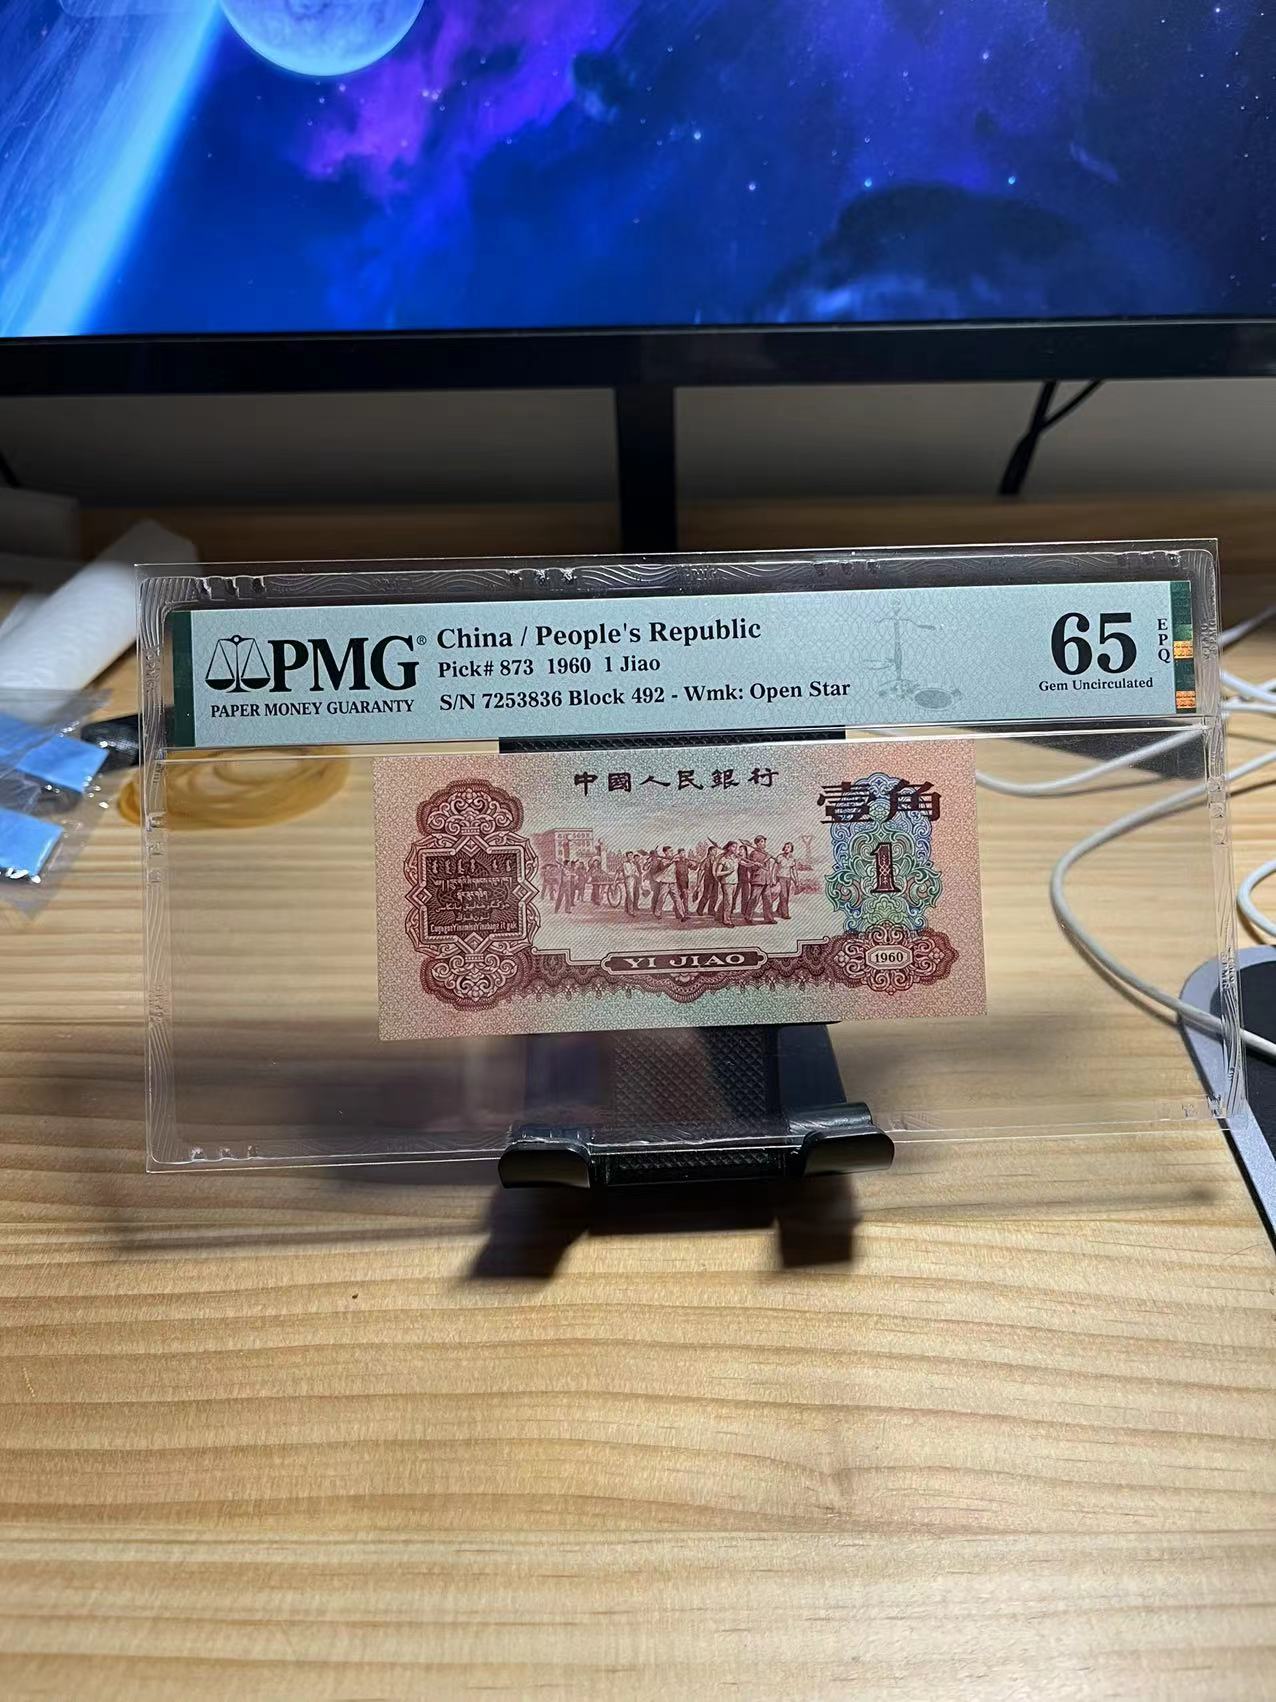 PMG®
PAPER MONEY GUARANTY
China / People's Republic
Pick# 873 1960 1 Jiao
S/N 7253836 Block 492 - Wmk: Open Star
65
EPQ
Gem Uncirculated
中國人民銀行
壹角
1
YI JIAO
1960